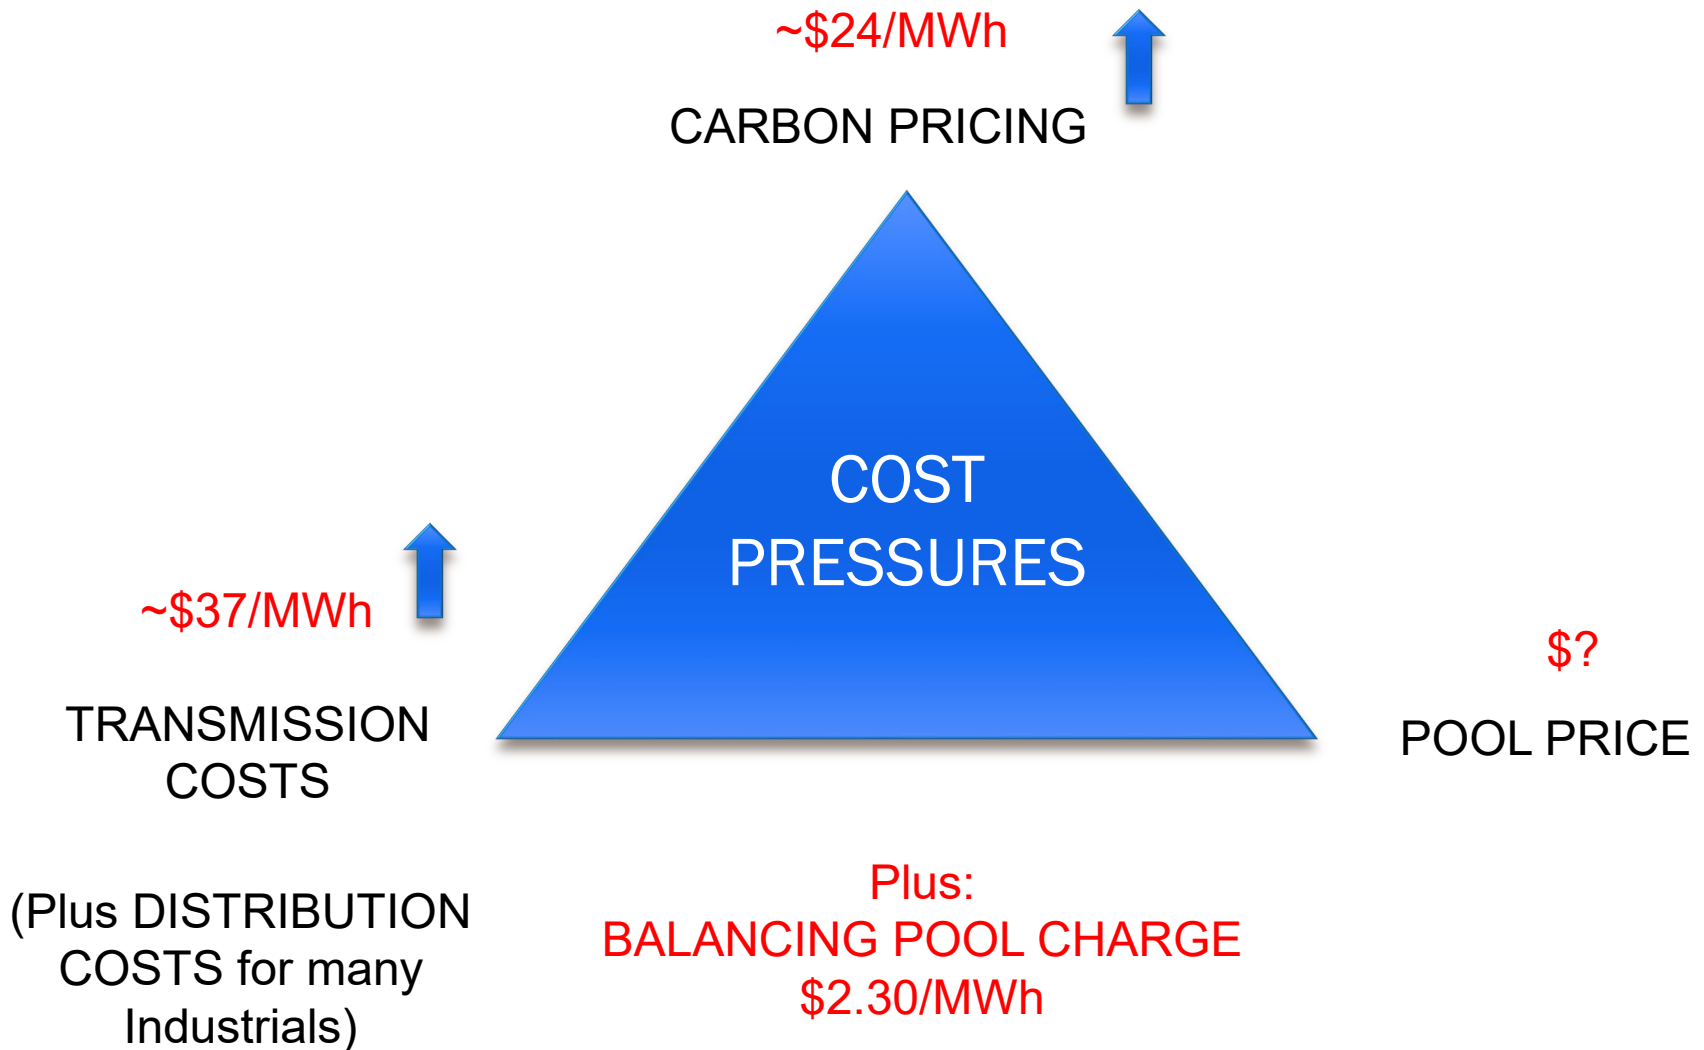 ~$24/MWh
CARBON PRICING
COST
PRESSURES
~$37/MWh
TRANSMISSION
COSTS
(Plus DISTRIBUTION
COSTS for many
Industrials)
$?
POOL PRICE
Plus:
BALANCING POOL CHARGE
$2.30/MWh